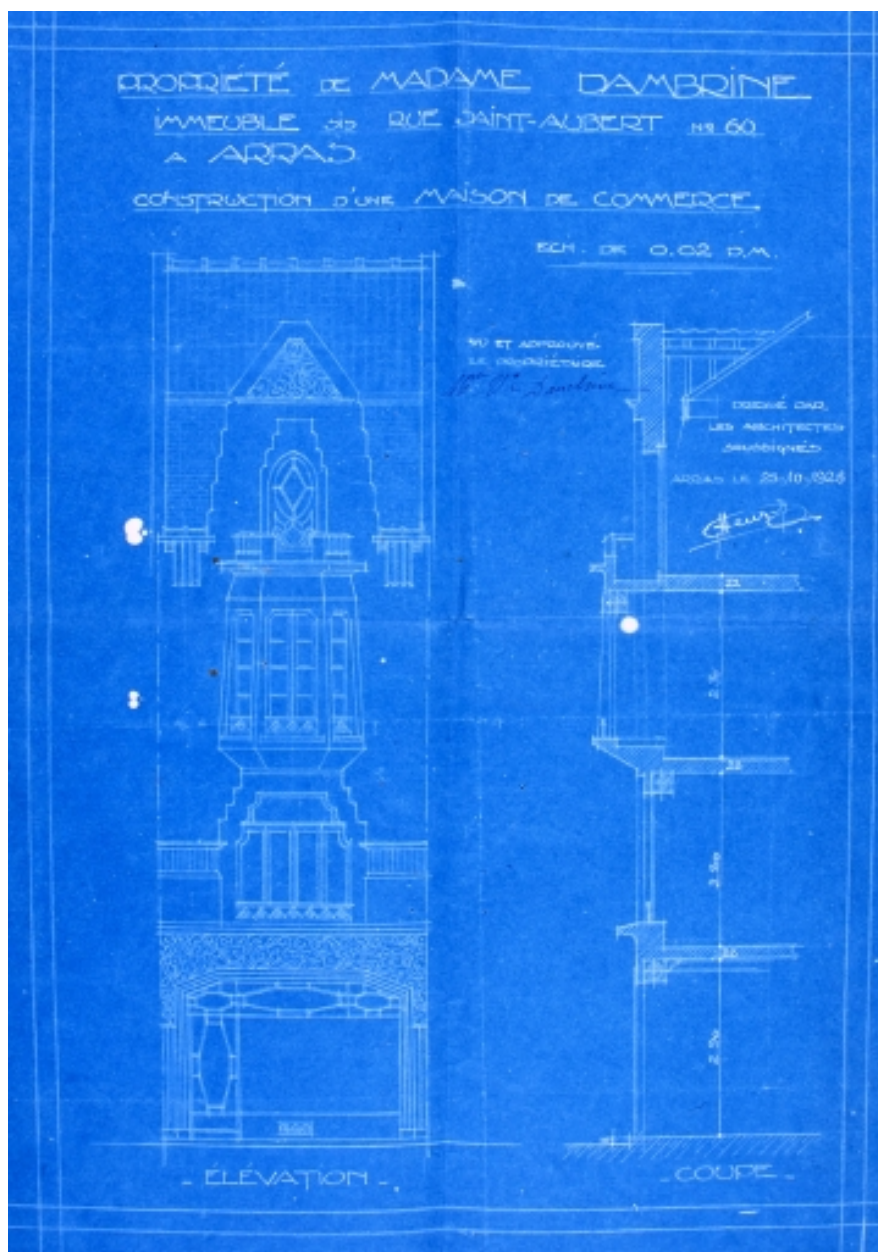 PROPRIÉTÉ DE MADAME DAMBRINE
IMMEUBLE SIS RUE SAINT-AUBERT Nº 60
A ARRAS
CONSTRUCTION D'UNE MAISON DE COMMERCE
ECH. DE 0.02 P.M.
VU ET APPROUVÉ.
LE PROPRIÉTAIRE
DRESSÉ PAR
LES ARCHITECTES
SOUSSIGNÉS
ARRAS LE 25-10-1926
- ÉLÉVATION -
- COUPE -